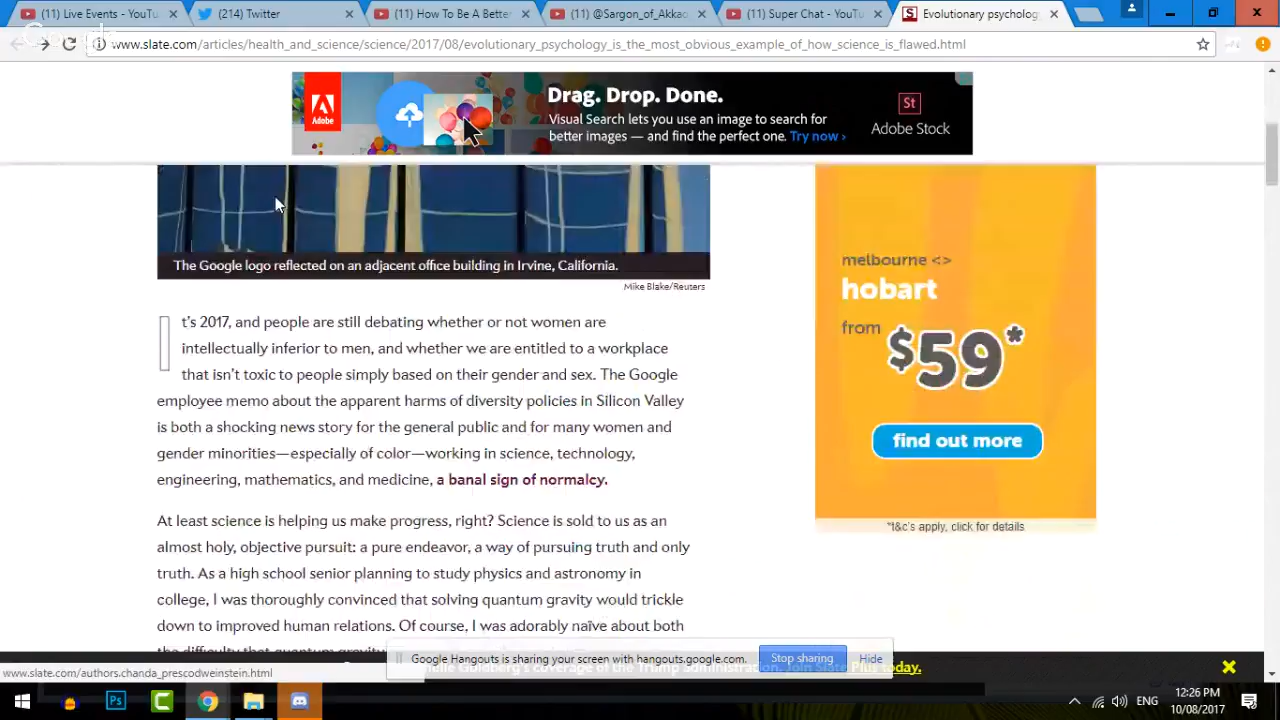 (11) Live Events - YouTu
(214) Twitter
(11) How To Be A Better
(11) @Sargon_of_Akkao
(11) Super Chat - YouTu
Evolutionary psycholog
www.slate.com/articles/health_and_science/science/2017/08/evolutionary_psychology_is_the_most_obvious_example_of_how_science_is_flawed.html
Adobe
Drag. Drop. Done.
Visual Search lets you use an image to search for
better images — and find the perfect one. Try now ›
St
Adobe Stock
The Google logo reflected on an adjacent office building in Irvine, California.
Mike Blake/Reuters
It's 2017, and people are still debating whether or not women are
intellectually inferior to men, and whether we are entitled to a workplace
that isn't toxic to people simply based on their gender and sex. The Google
employee memo about the apparent harms of diversity policies in Silicon Valley
is both a shocking news story for the general public and for many women and
gender minorities—especially of color—working in science, technology,
engineering, mathematics, and medicine, a banal sign of normalcy.
At least science is helping us make progress, right? Science is sold to us as an
almost holy, objective pursuit: a pure endeavor, a way of pursuing truth and only
truth. As a high school senior planning to study physics and astronomy in
college, I was thoroughly convinced that solving quantum gravity would trickle
down to improved human relations. Of course, I was adorably naïve about both
melbourne <>
hobart
from $59*
find out more
*t&c's apply, click for details
Google Hangouts is sharing your screen with hangouts.google.com.
Stop sharing
Hide
Plus today.
www.slate.com/authors.chanda_prescodweinstein.html
Ps
ENG
12:26 PM
10/08/2017